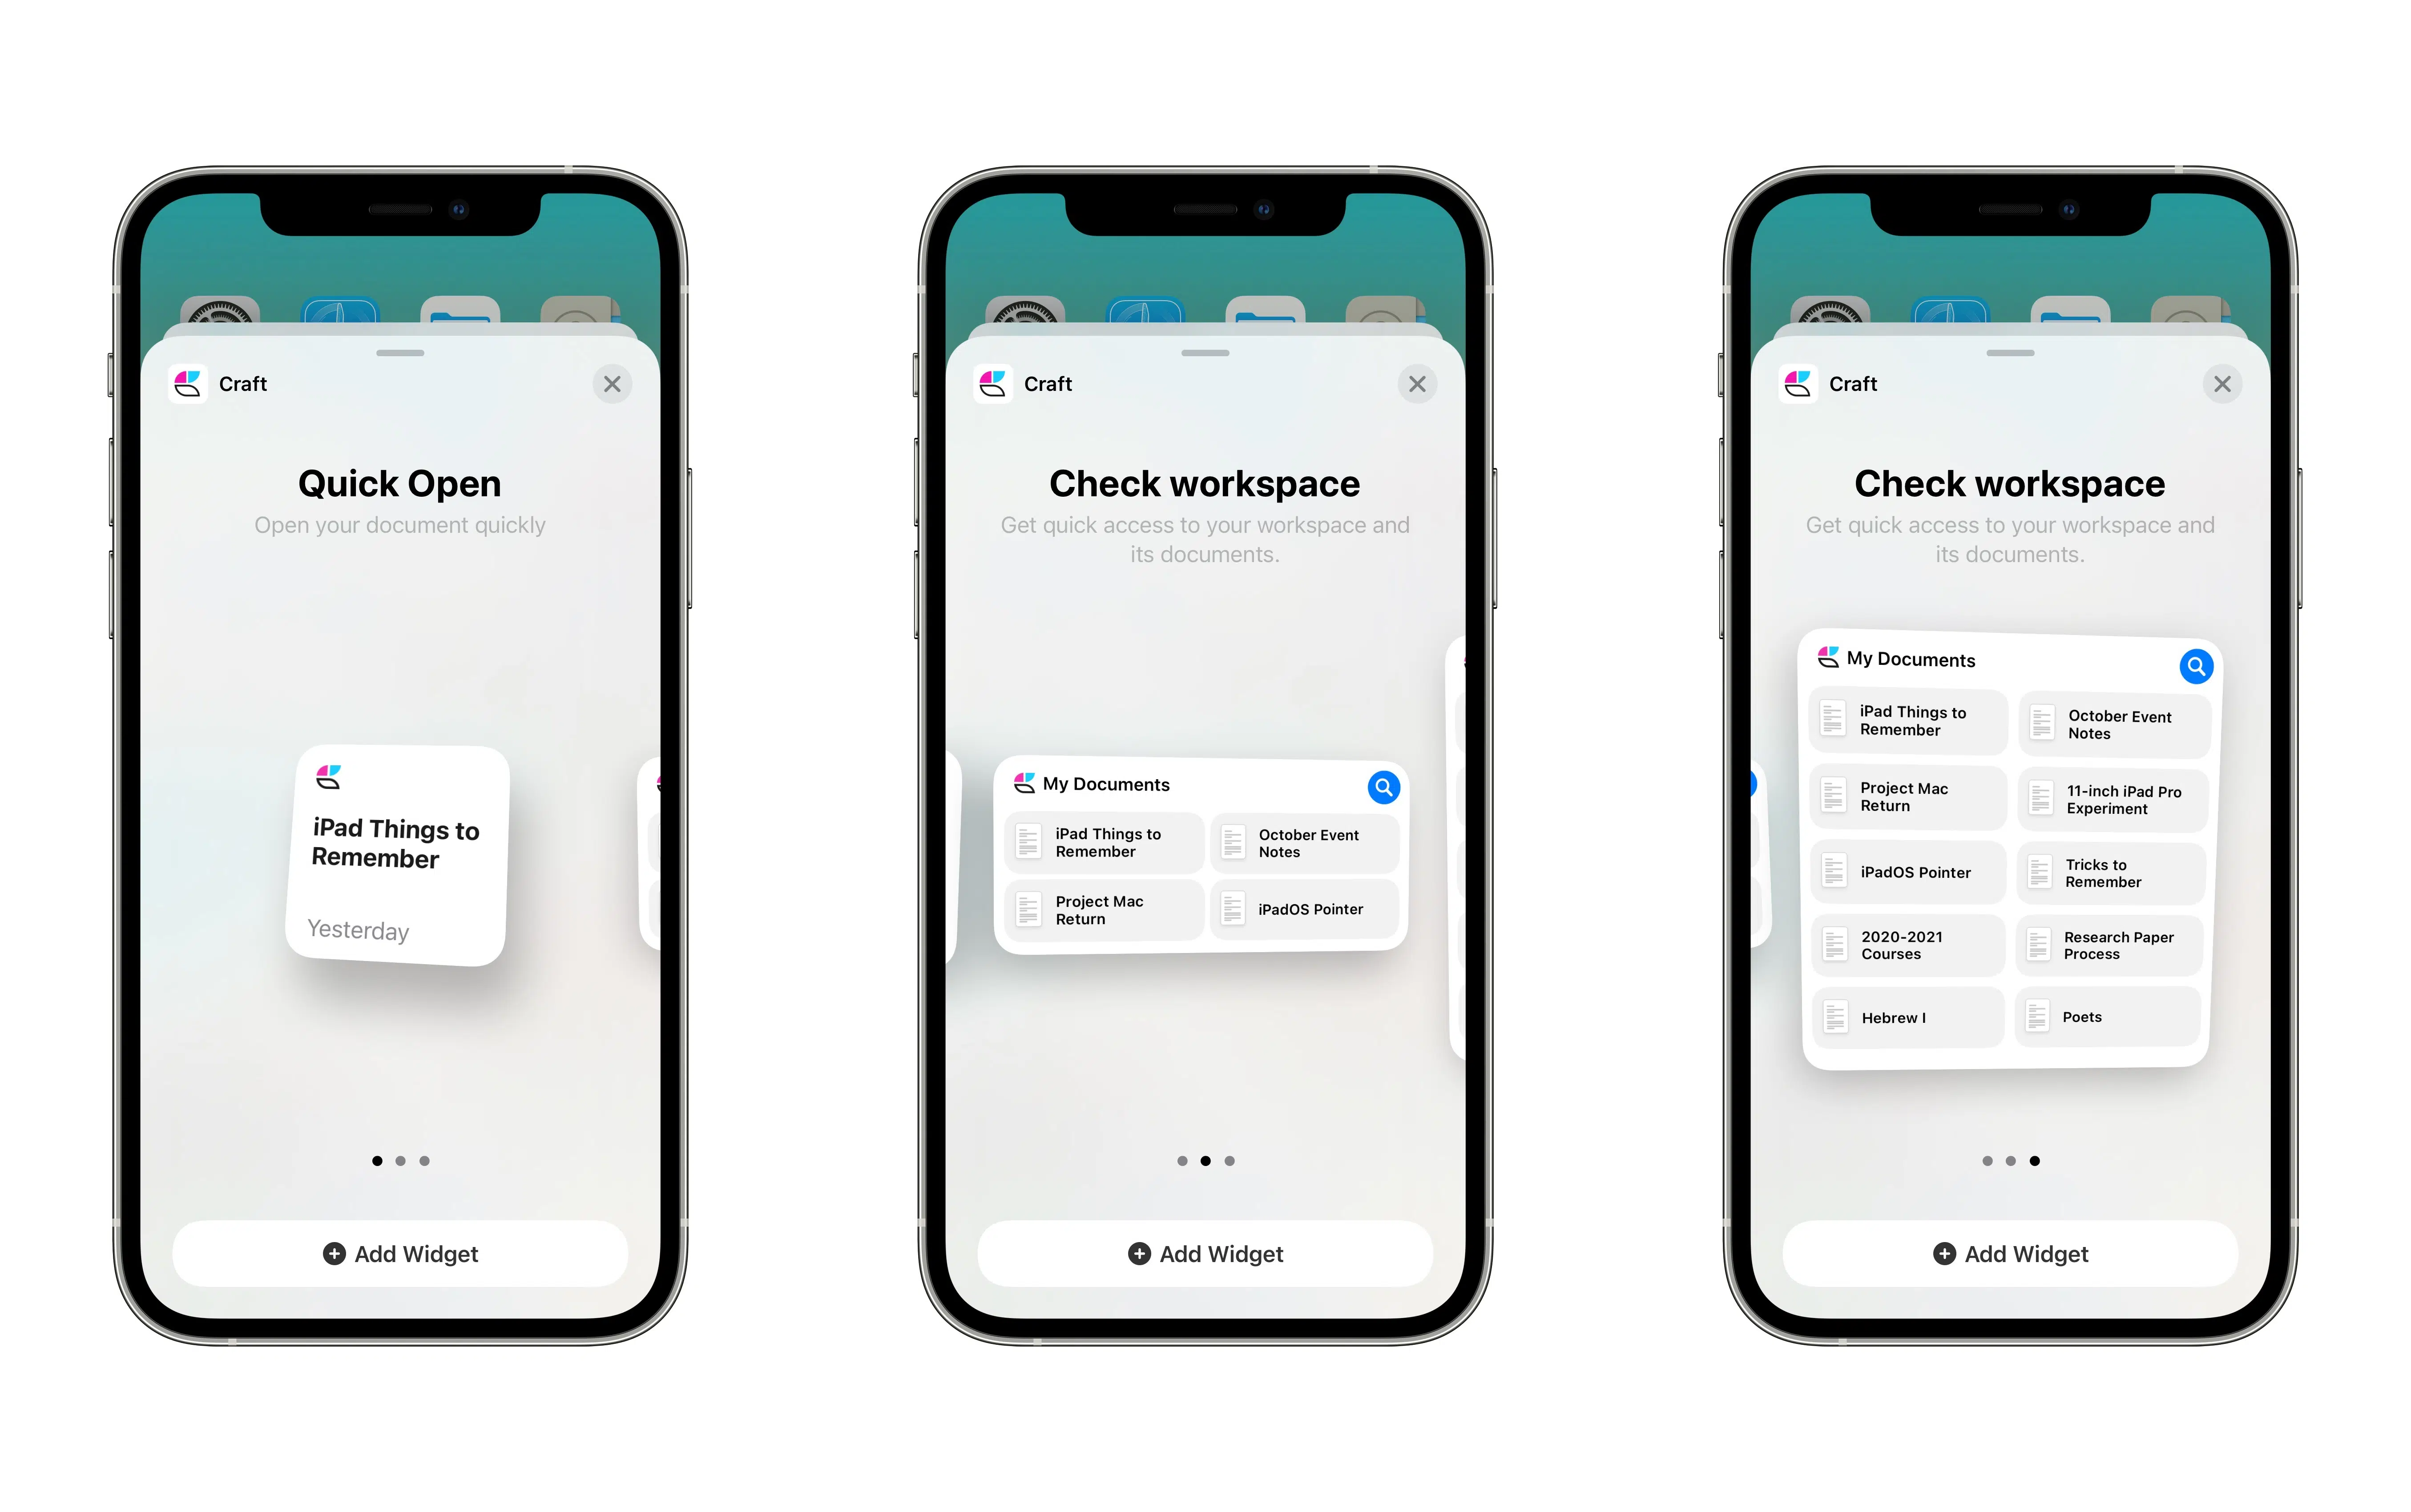 Craft
Quick Open
Open your document quickly
iPad Things to
Remember
Yesterday
Add Widget
Craft
Check workspace
Get quick access to your workspace and
its documents.
My Documents
iPad Things to
Remember
October Event
Notes
Project Mac
Return
iPadOS Pointer
Add Widget
Craft
Check workspace
Get quick access to your workspace and
its documents.
My Documents
iPad Things to
Remember
October Event
Notes
Project Mac
Return
11-inch iPad Pro
Experiment
iPadOS Pointer
Tricks to
Remember
2020-2021
Courses
Research Paper
Process
Hebrew I
Poets
Add Widget